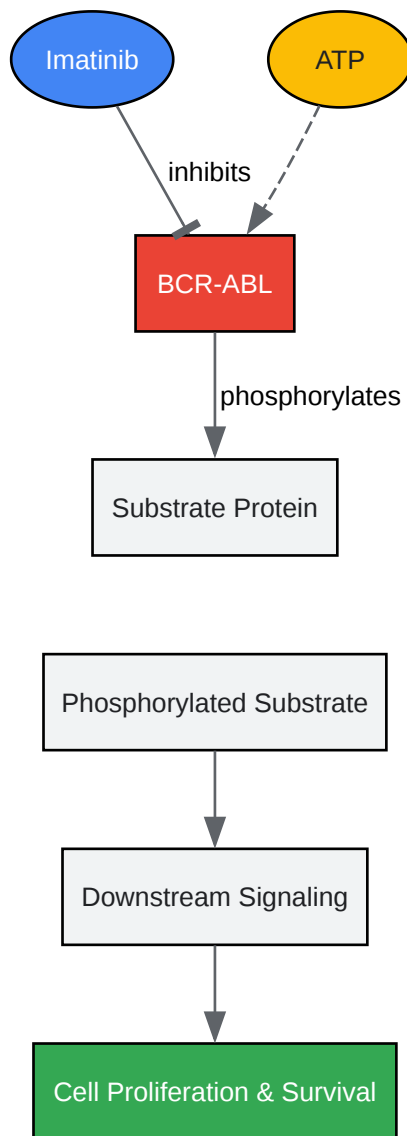 Imatinib
ATP
inhibits
BCR-ABL
phosphorylates
Substrate Protein
Phosphorylated Substrate
Downstream Signaling
Cell Proliferation & Survival